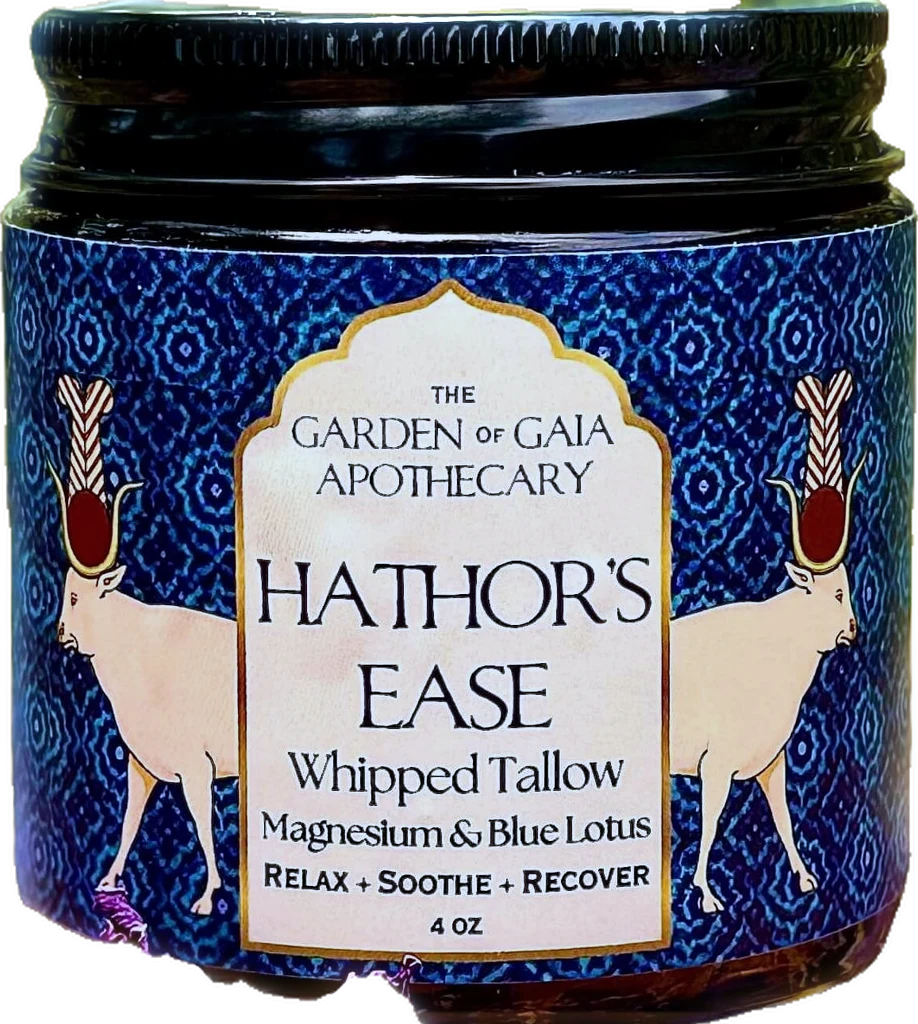 THE
GARDEN OF GAIA
APOTHECARY
HATHOR'S
EASE
Whipped Tallow
Magnesium & Blue Lotus
RELAX + SOOTHE + RECOVER
4 OZ